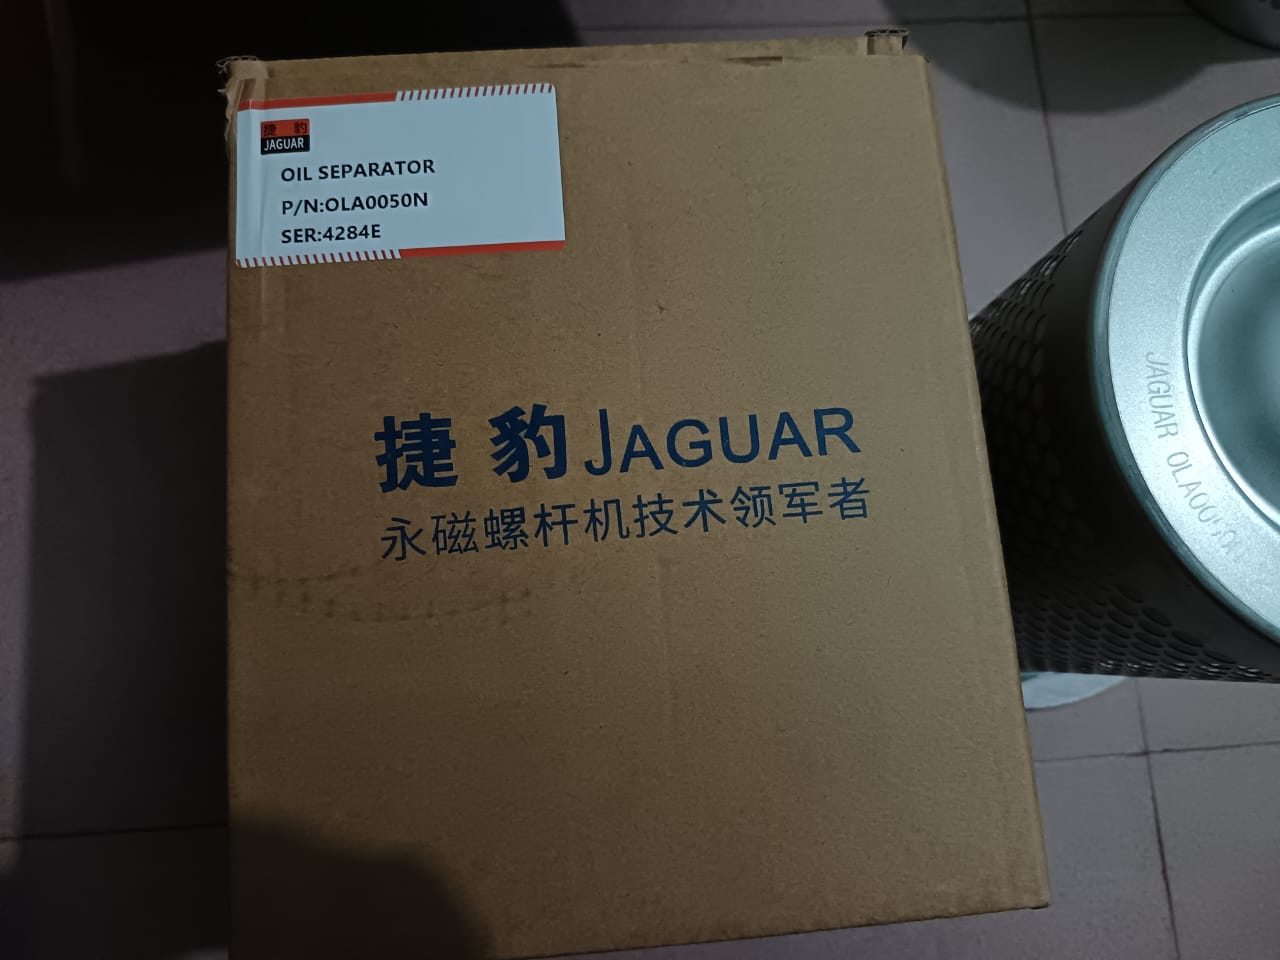 捷 豹
JAGUAR
OIL SEPARATOR
P/N:OLA0050N
SER:4284E
捷 豹 JAGUAR
永磁螺杆机技术领军者
JAGUAR